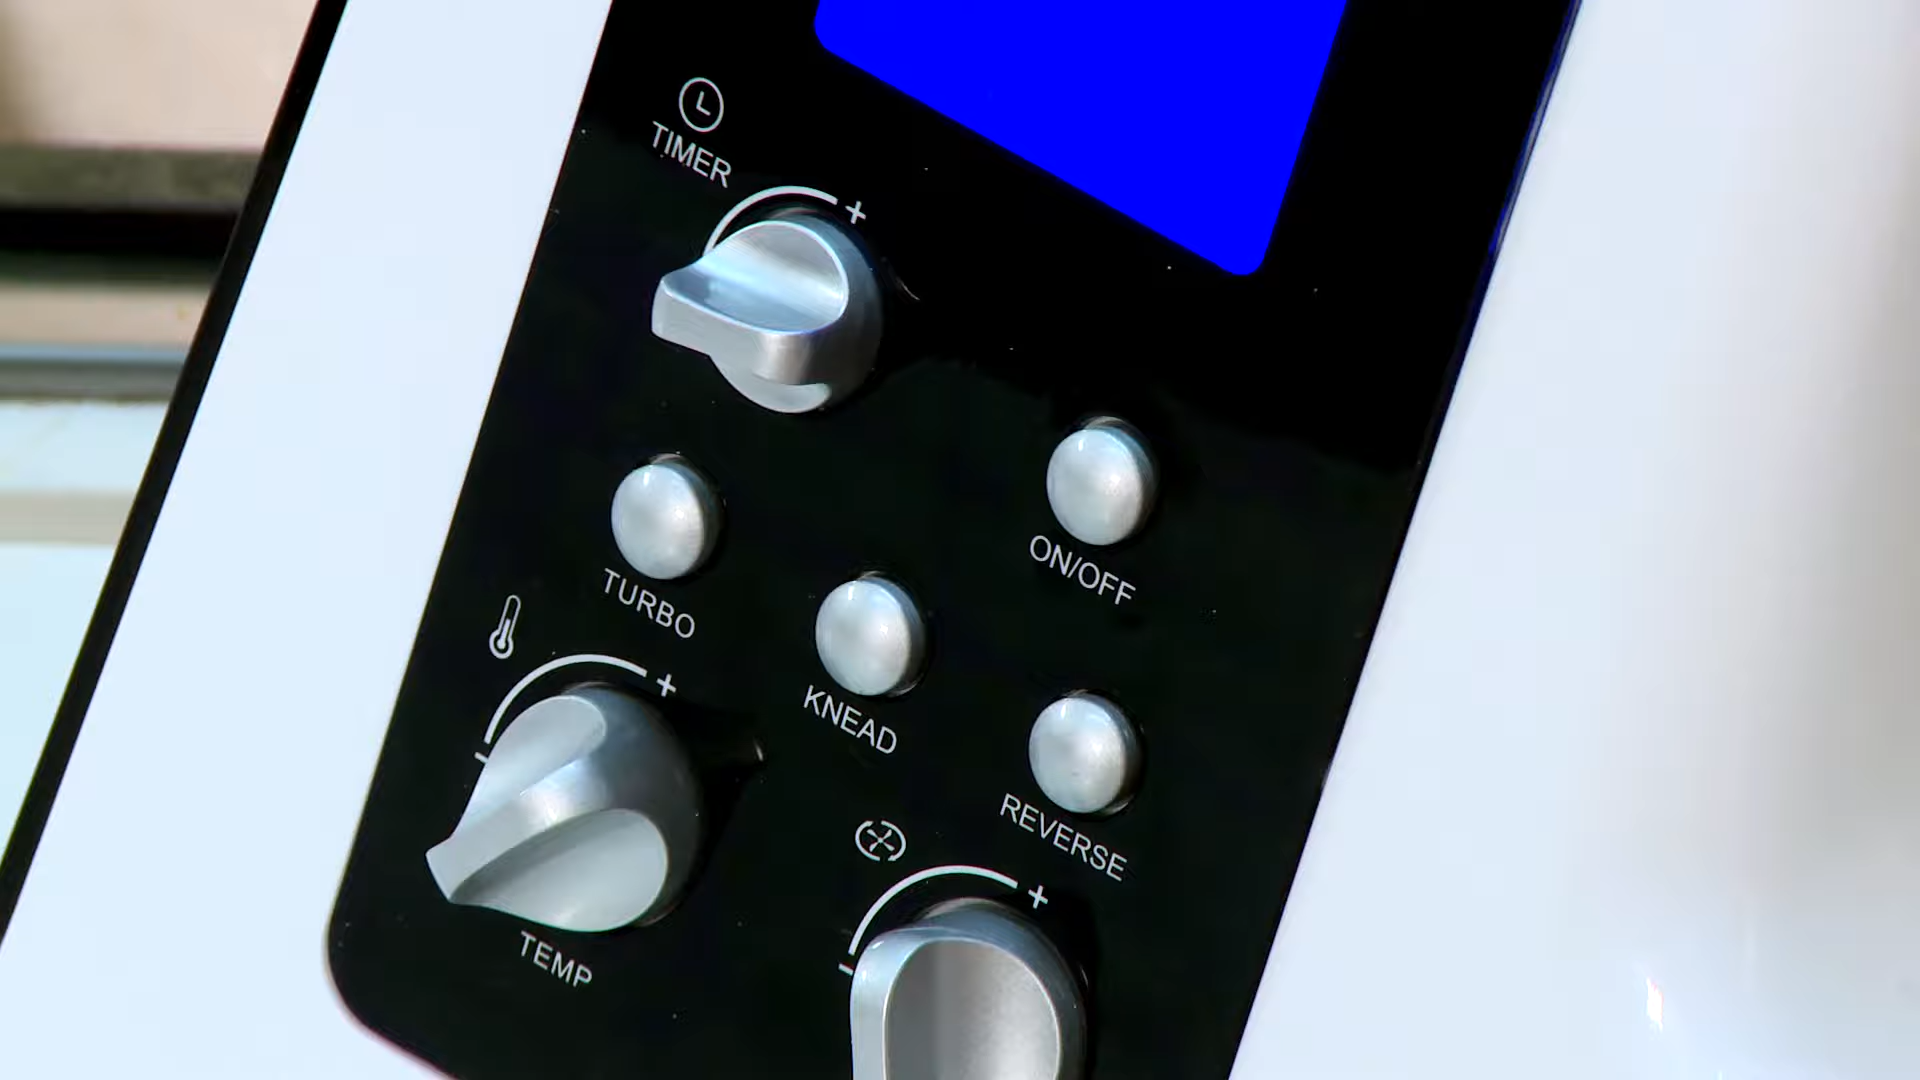 TIMER
+
ON/OFF
TURBO
+
-
KNEAD
REVERSE
+
-
TEMP